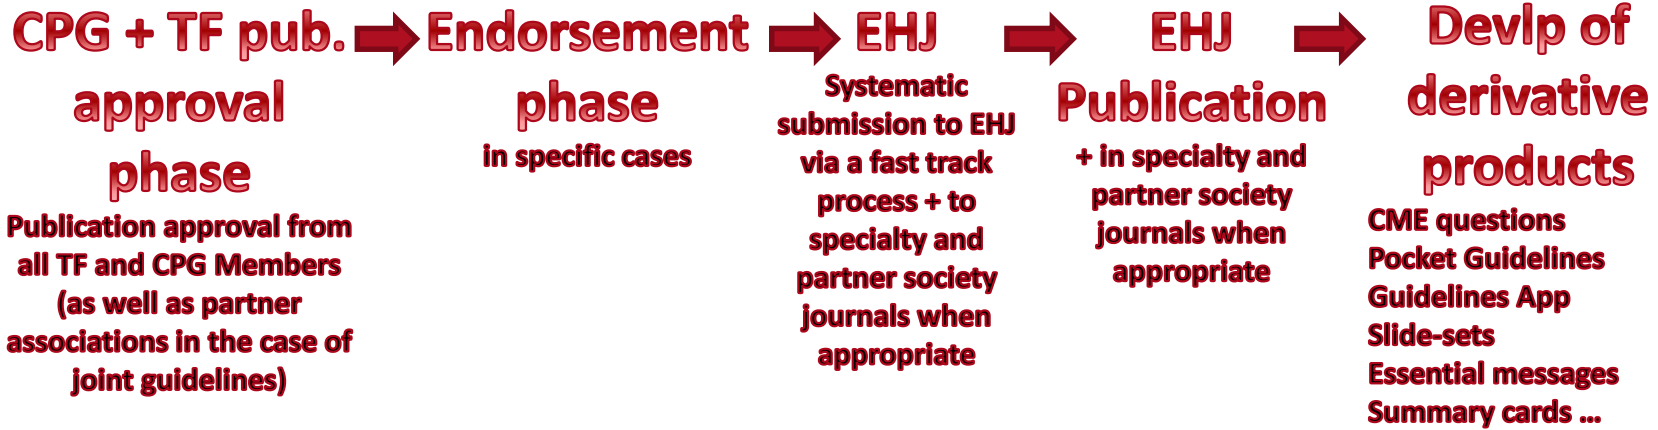 CPG + TF pub.
approval
phase
Publication approval from
all TF and CPG Members
(as well as partner
associations in the case of
joint guidelines)
Endorsement
phase
in specific cases
EHJ
Systematic
submission to EHJ
via a fast track
process + to
specialty and
partner society
journals when
appropriate
EHJ
Publication
+ in specialty and
partner society
journals when
appropriate
Devlp of
derivative
products
CME questions
Pocket Guidelines
Guidelines App
Slide-sets
Essential messages
Summary cards ...